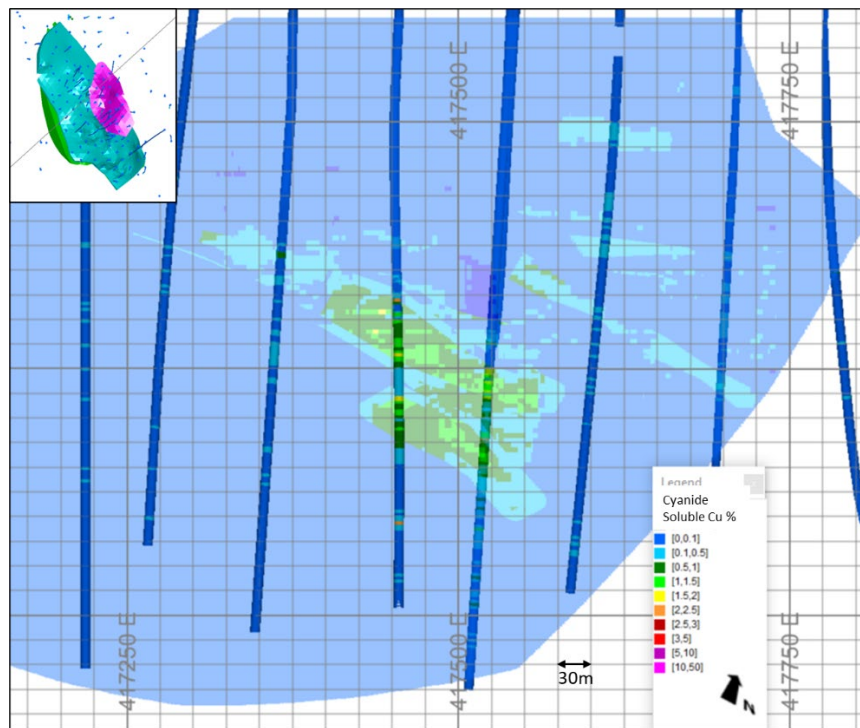 417500 E
417750 E
Legend
Cyanide
Soluble Cu %
[0,0.1]
[0.1,0.5]
[0.5,1]
[1,1.5]
[1.5,2]
[2,2.5]
[2.5,3]
[3,5]
[5,10]
[10,50]
417250 E
417500 E
417750 E
30m
N